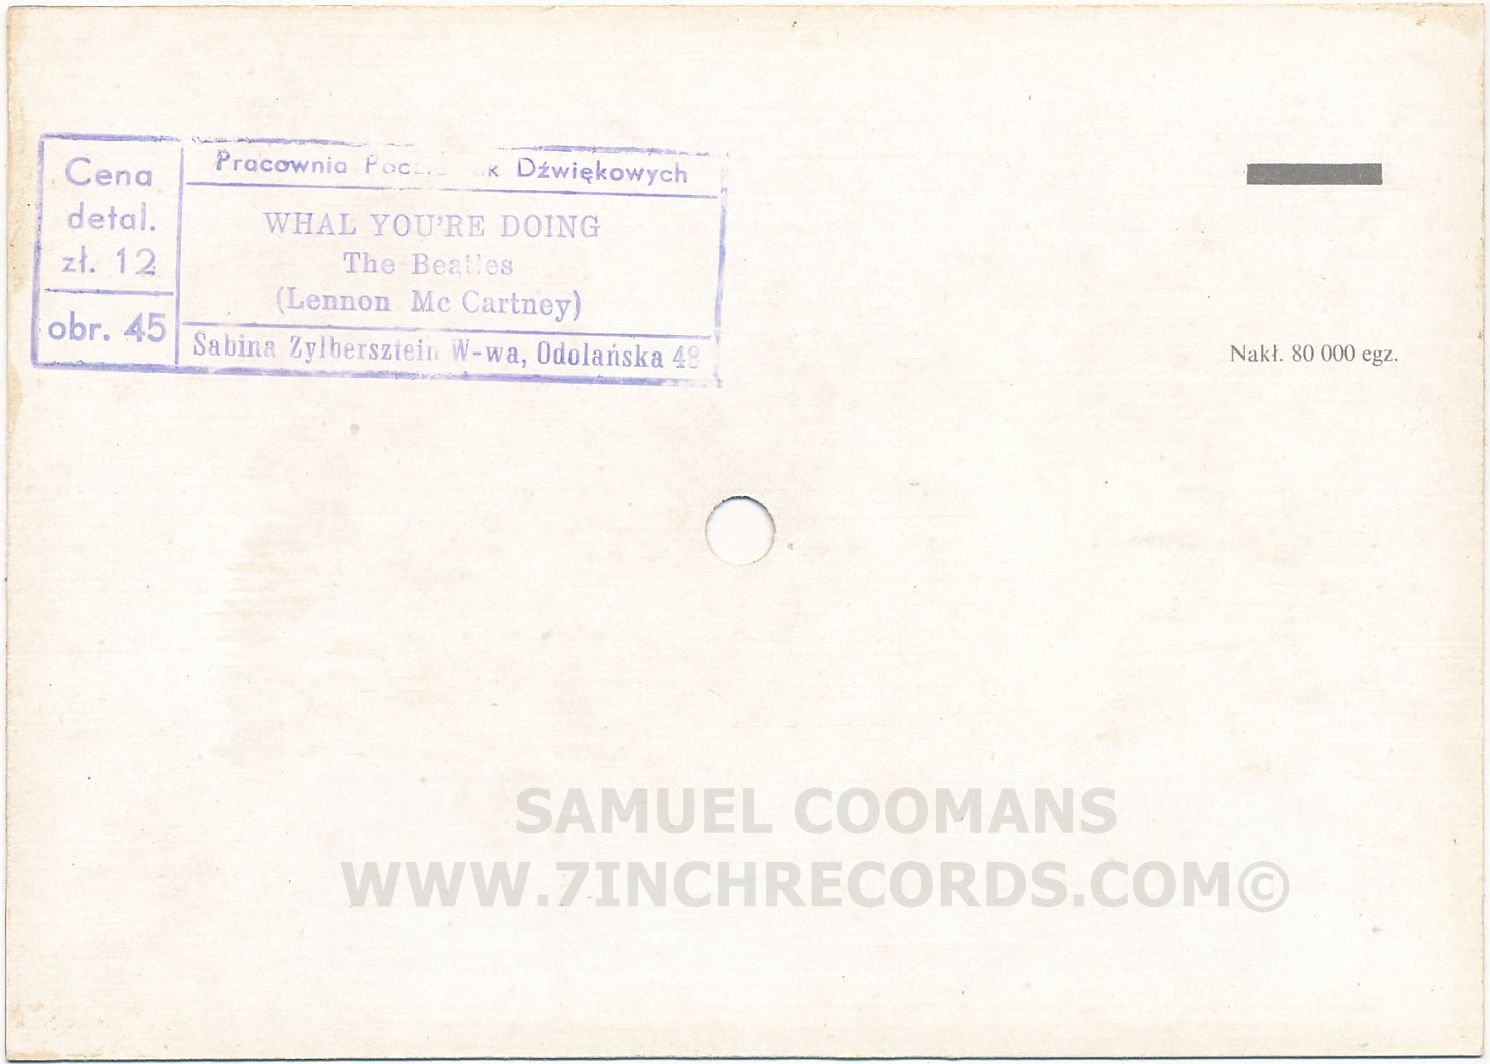 Cena
detal.
zł. 12
obr. 45
Pracownia Dźwiękowych
WHAL YOU'RE DOING
The Beatles
(Lennon Mc Cartney)
Sabina Zylbersztein W-wa, Odolańska 48
Nakł. 80 000 egz.
SAMUEL COOMANS
WWW.7INCHRECORDS.COM©